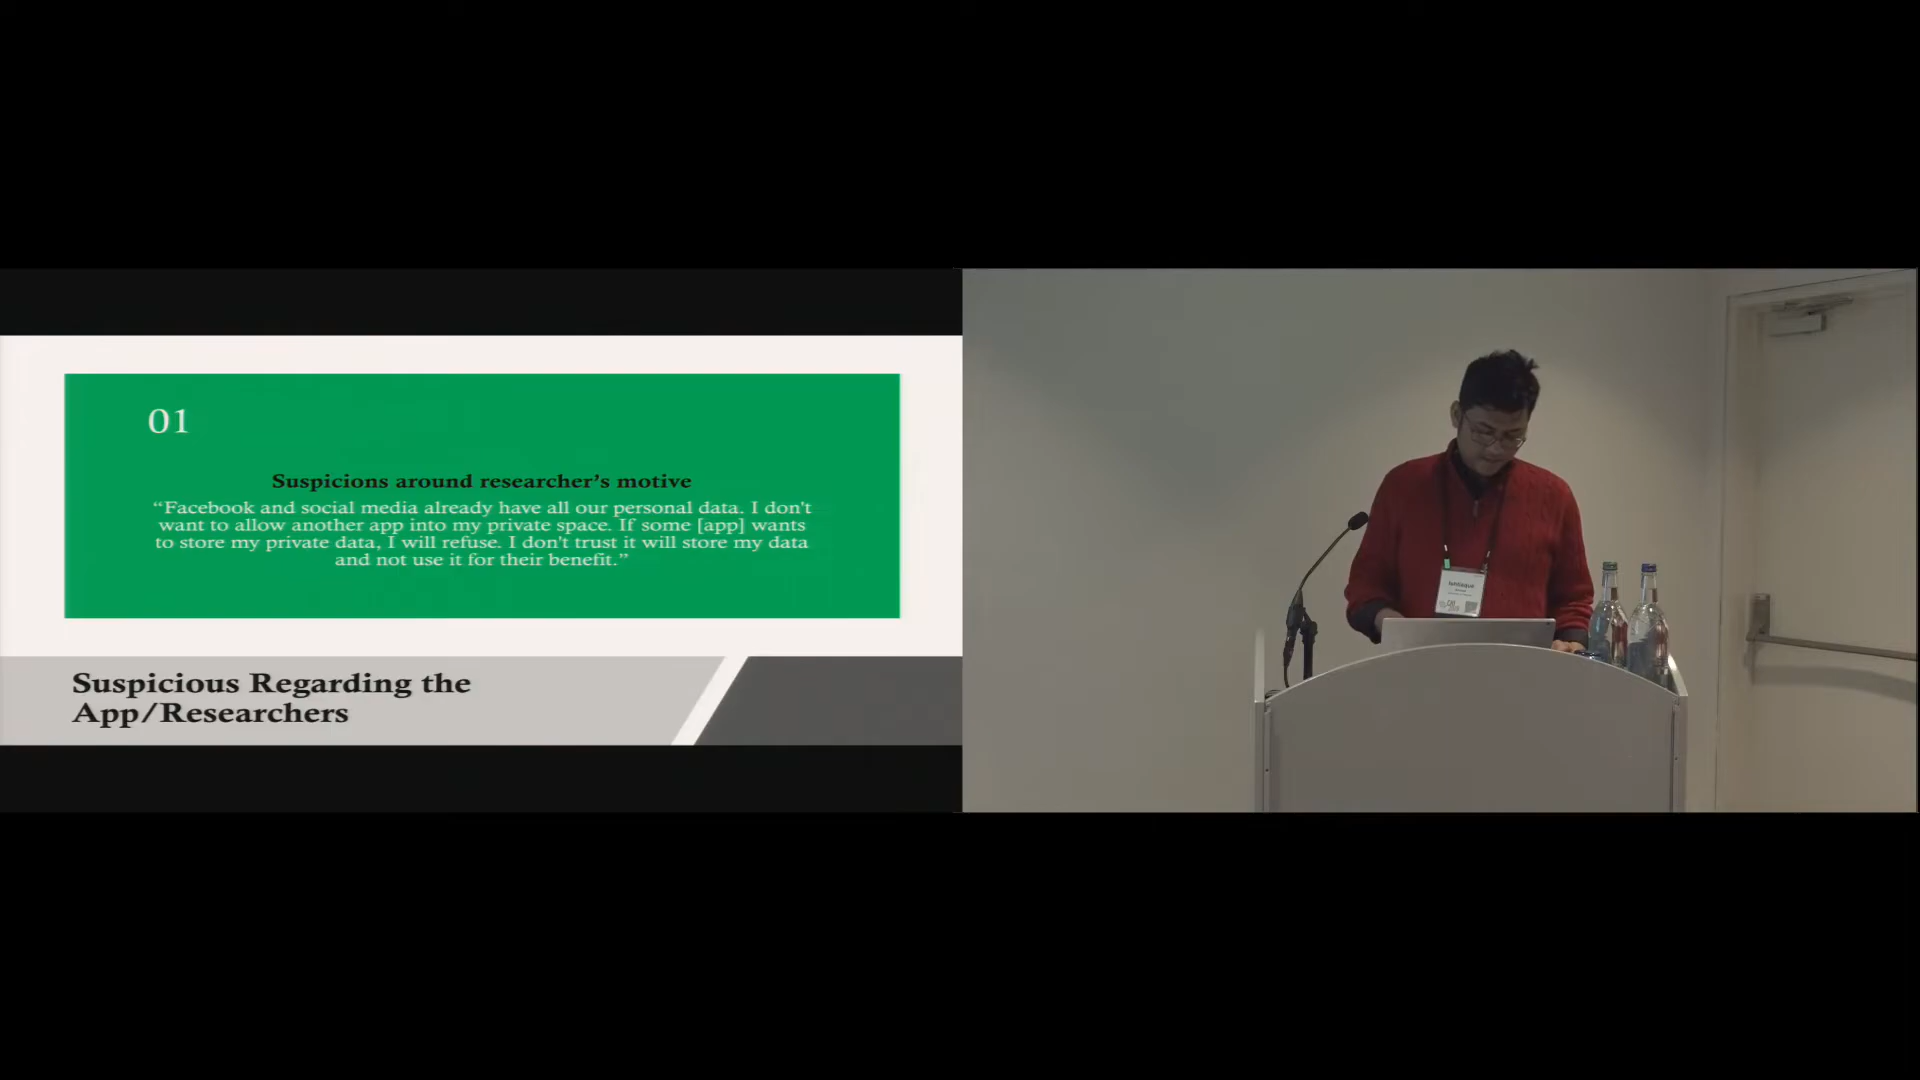 01
Suspicions around researcher's motive
“Facebook and social media already have all our personal data. I don't
want to allow another app into my private space. If some [app] wants
to store my private data, I will refuse. I don't trust it will store my data
and not use it for their benefit.”
Suspicious Regarding the
App/Researchers
Ishtiaque